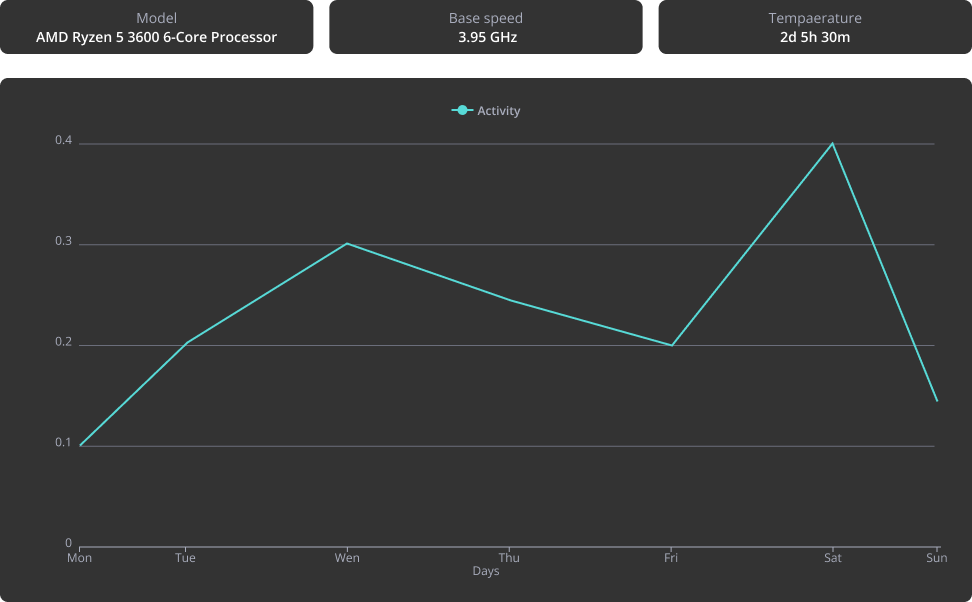 Model
AMD Ryzen 5 3600 6-Core Processor
Base speed
3.95 GHz
Tempaerature
2d 5h 30m
Activity
0.4
0.3
0.2
0.1
0
Mon Tue Wen Thu Fri Sat Sun
Days